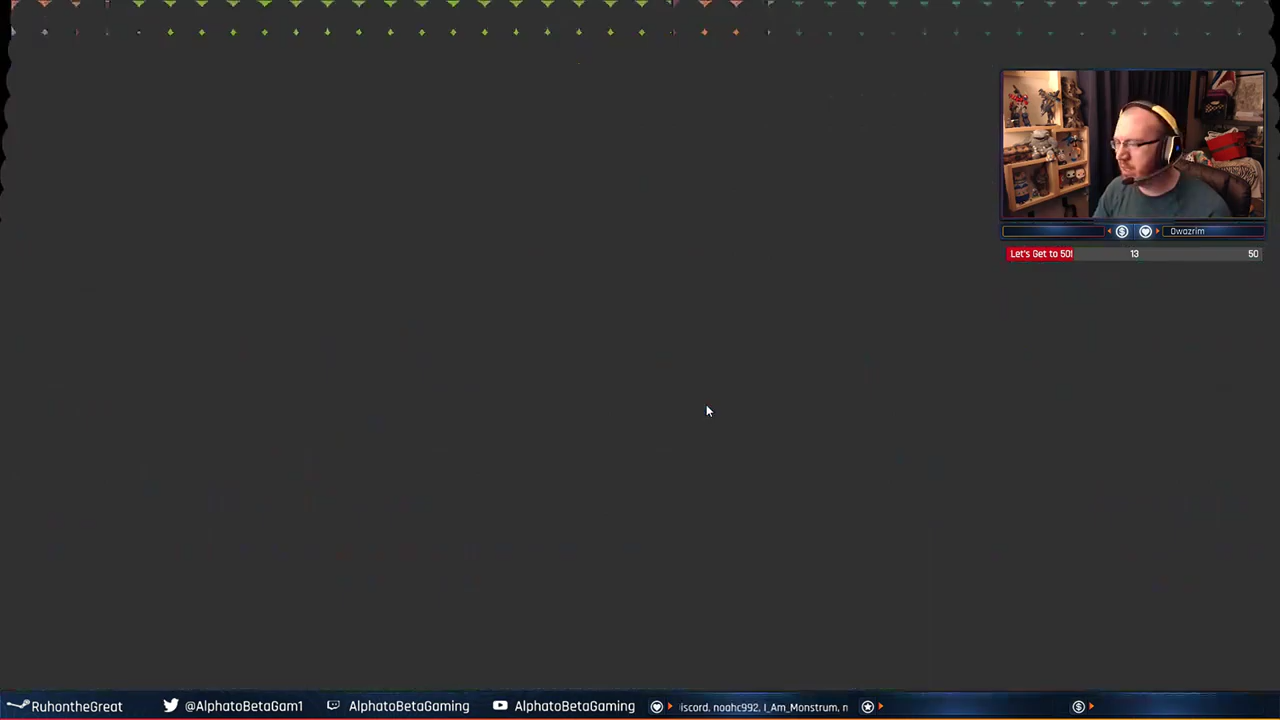 Owazrim
Let's Get to 50! 13 50
RuhontheGreat @AlphatoBetaGam1 AlphatoBetaGaming AlphatoBetaGaming iscord, noahc992, I_Am_Monstrum, n